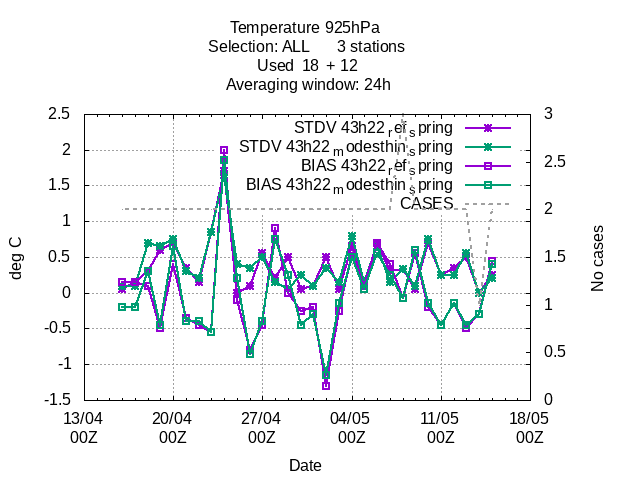 Temperature 925hPa
Selection: ALL 3 stations
Used 18 + 12
Averaging window: 24h
STDV 43h22_ref_spring
STDV 43h22_modesthin_spring
BIAS 43h22_ref_spring
BIAS 43h22_modesthin_spring
CASES
deg C
2.5
2
1.5
1
0.5
0
-0.5
-1
-1.5
No cases
3
2.5
2
1.5
1
0.5
0
13/04 20/04 27/04 04/05 11/05 18/05
00Z 00Z 00Z 00Z 00Z 00Z
Date